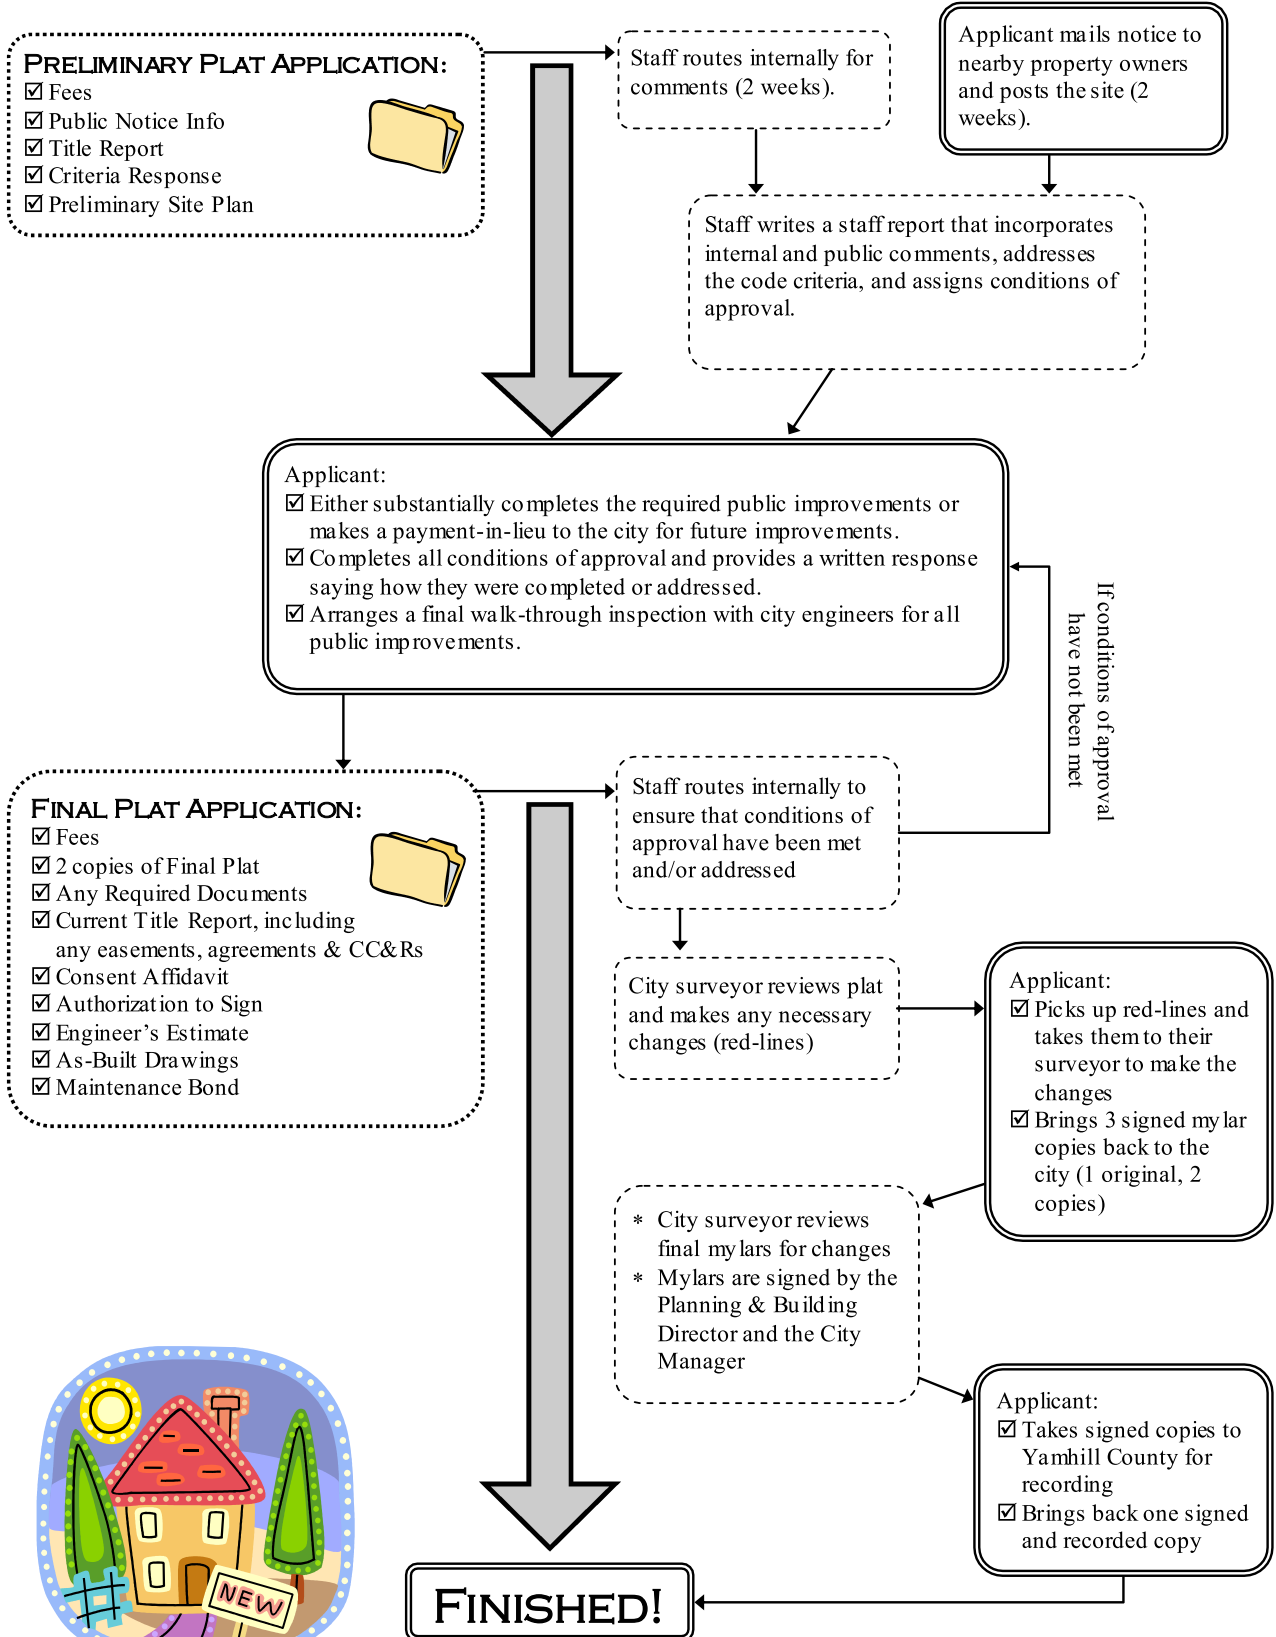 PRELIMINARY PLAT APPLICATION:
☑ Fees
☑ Public Notice Info
☑ Title Report
☑ Criteria Response
☑ Preliminary Site Plan
Staff routes internally for
comments (2 weeks).
Applicant mails notice to
nearby property owners
and posts the site (2
weeks).
Staff writes a staff report that incorporates
internal and public comments, addresses
the code criteria, and assigns conditions of
approval.
Applicant:
☑ Either substantially completes the required public improvements or
makes a payment-in-lieu to the city for future improvements.
☑ Completes all conditions of approval and provides a written response
saying how they were completed or addressed.
☑ Arranges a final walk-through inspection with city engineers for all
public improvements.
If conditions of approval
have not been met
FINAL PLAT APPLICATION:
☑ Fees
☑ 2 copies of Final Plat
☑ Any Required Documents
☑ Current Title Report, including
any easements, agreements & CC&Rs
☑ Consent Affidavit
☑ Authorization to Sign
☑ Engineer’s Estimate
☑ As-Built Drawings
☑ Maintenance Bond
Staff routes internally to
ensure that conditions of
approval have been met
and/or addressed
City surveyor reviews plat
and makes any necessary
changes (red-lines)
Applicant:
☑ Picks up red-lines and
takes them to their
surveyor to make the
changes
☑ Brings 3 signed mylar
copies back to the
city (1 original, 2
copies)
* City surveyor reviews
final mylars for changes
* Mylars are signed by the
Planning & Building
Director and the City
Manager
Applicant:
☑ Takes signed copies to
Yamhill County for
recording
☑ Brings back one signed
and recorded copy
NEW
FINISHED!